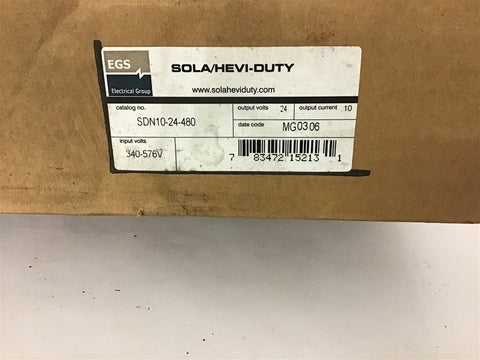 EGS
Electrical Group
SOLA/HEVI-DUTY
www.solaheviduty.com
catalog no.
SDN10-24-480
output volts 24 output current 10
date code MG0306
input volts
340-576V
7 83472 15213 1